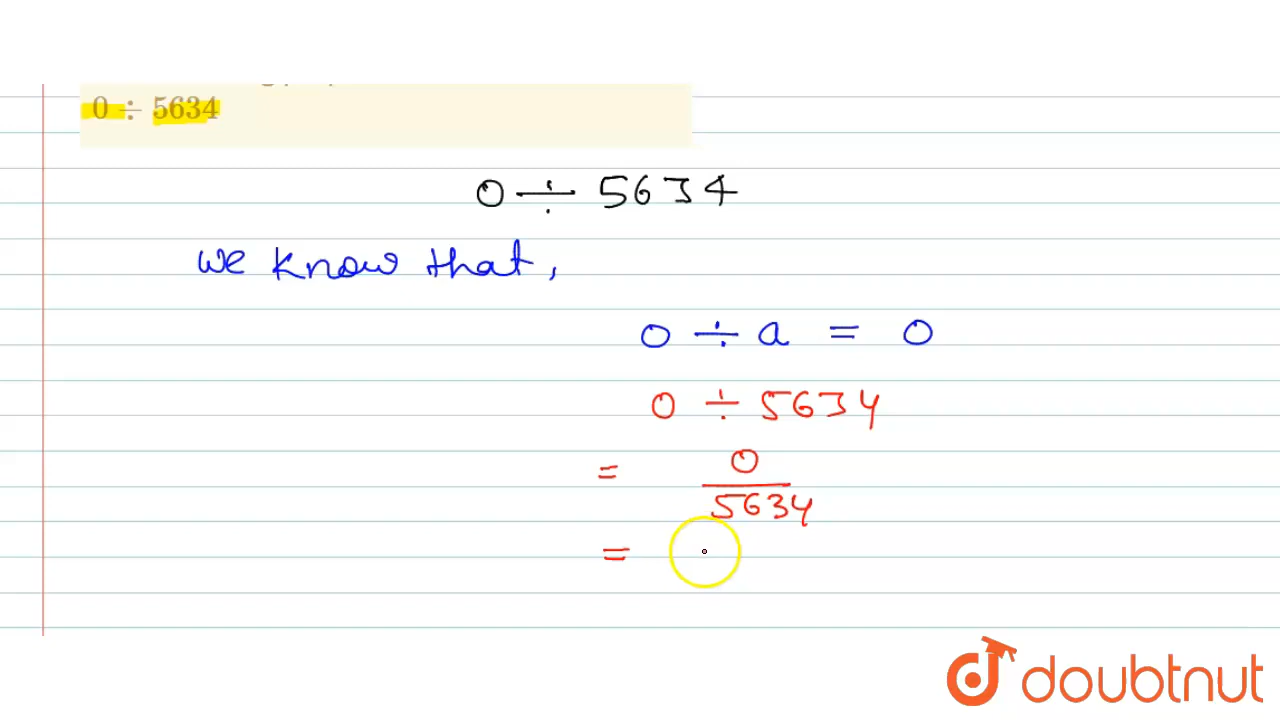 0 ÷ 5634
0 ÷ 5634
We know that,
0 ÷ a = 0
0 ÷ 5634
= 0/5634
=
doubtnut